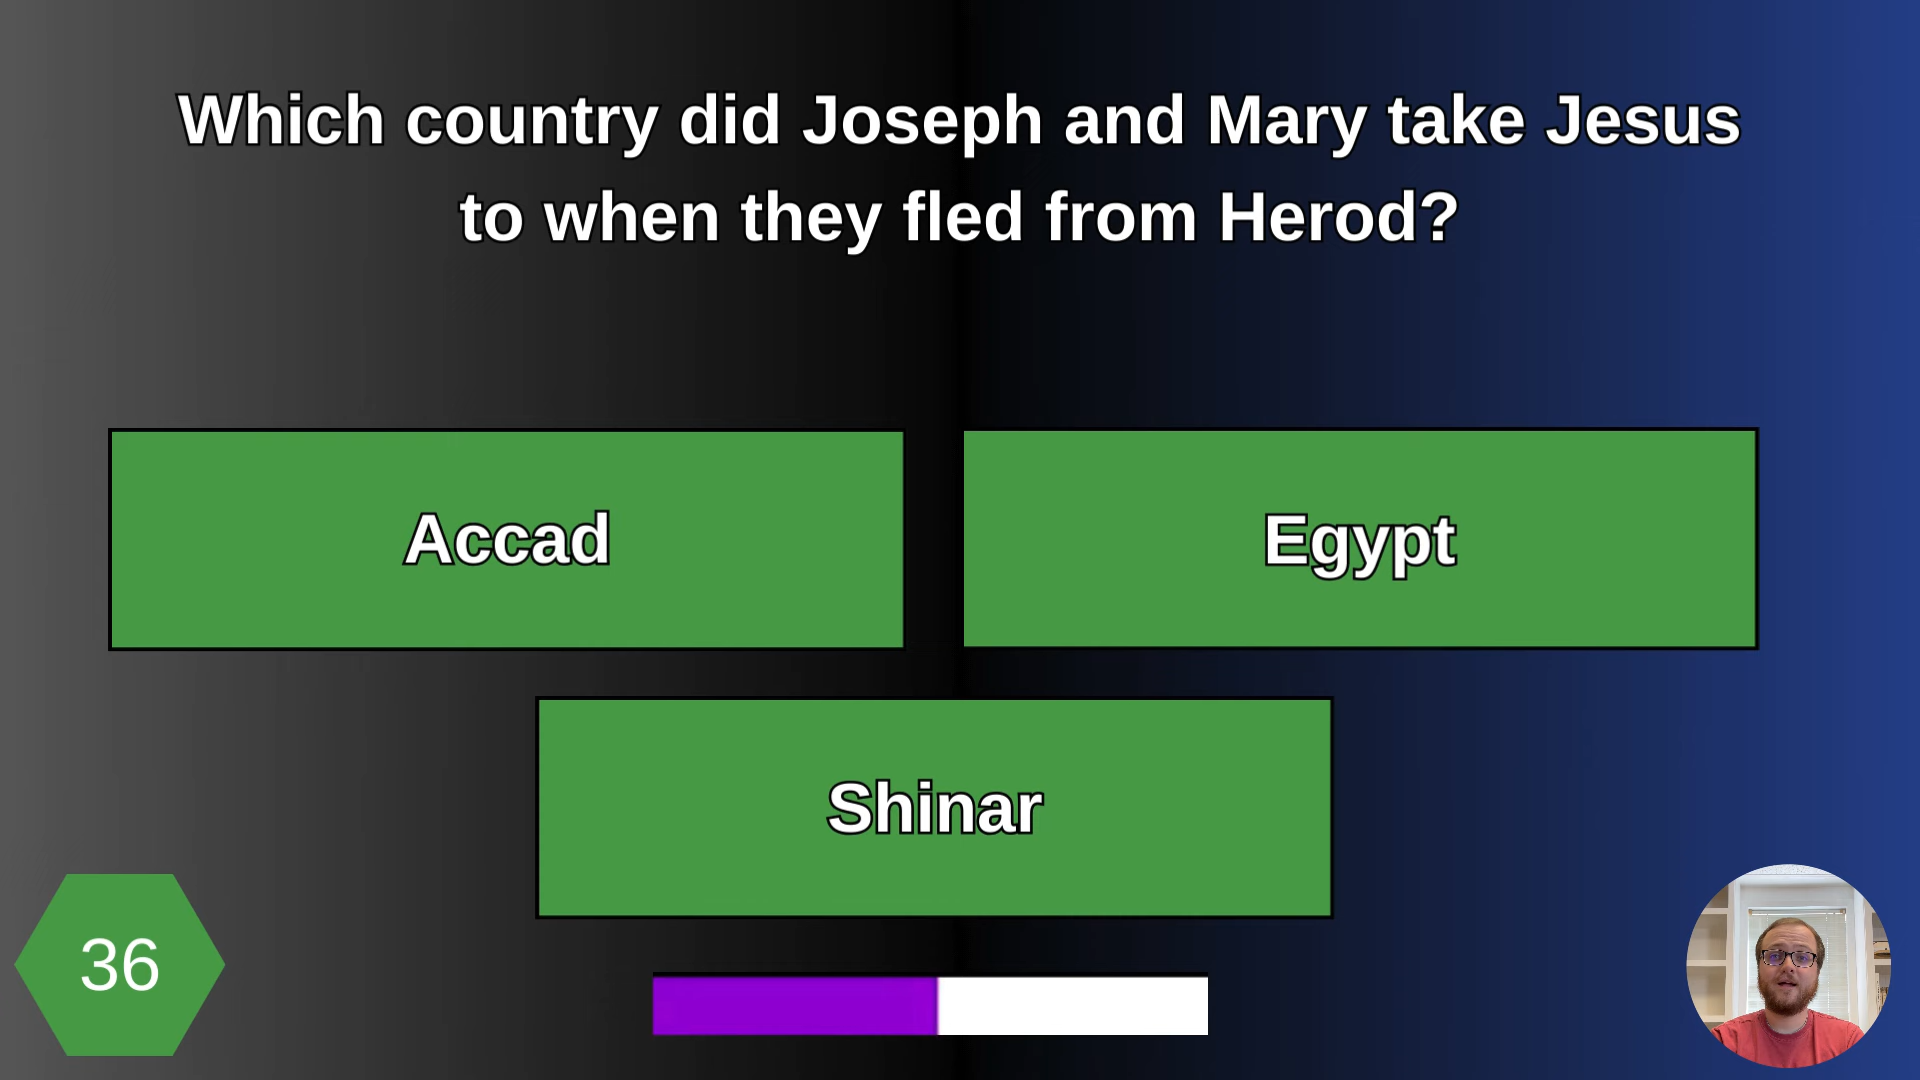 Which country did Joseph and Mary take Jesus
to when they fled from Herod?
Accad
Egypt
Shinar
36